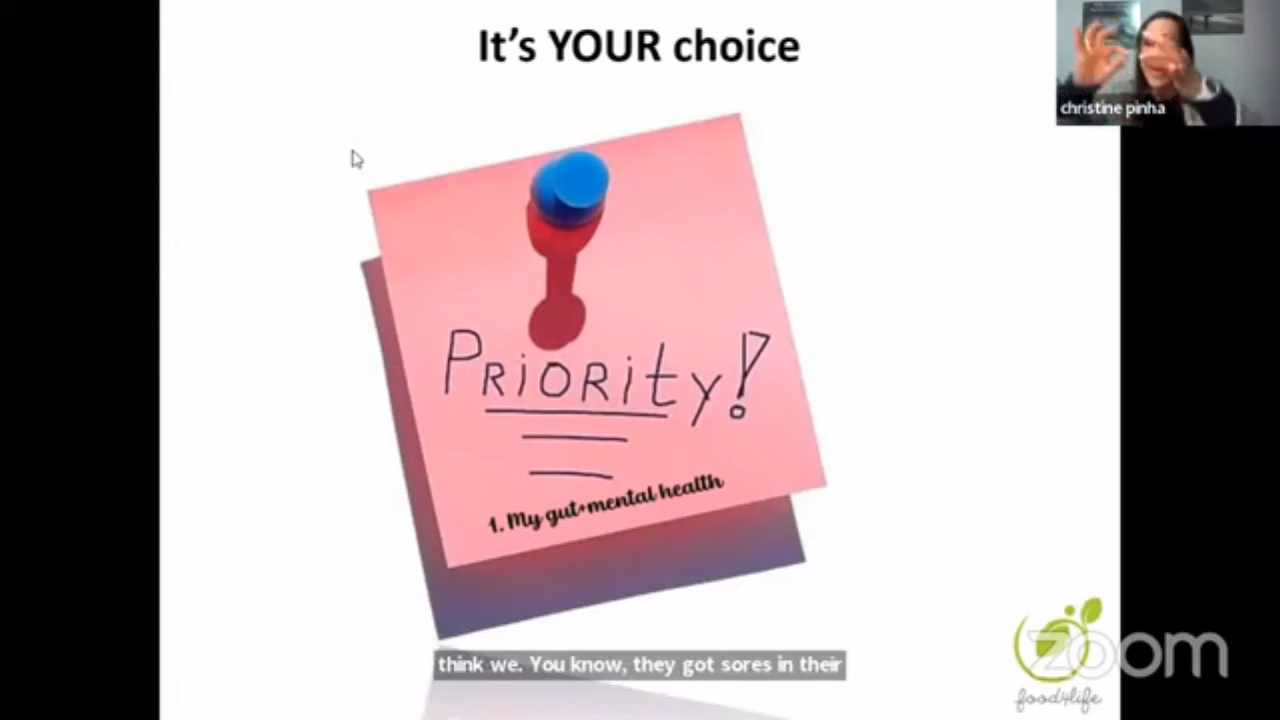 It's YOUR choice
christine pinha
PRiORity!
1. My gut+mental health
think we. You know, they got sores in their
zoom
food4life